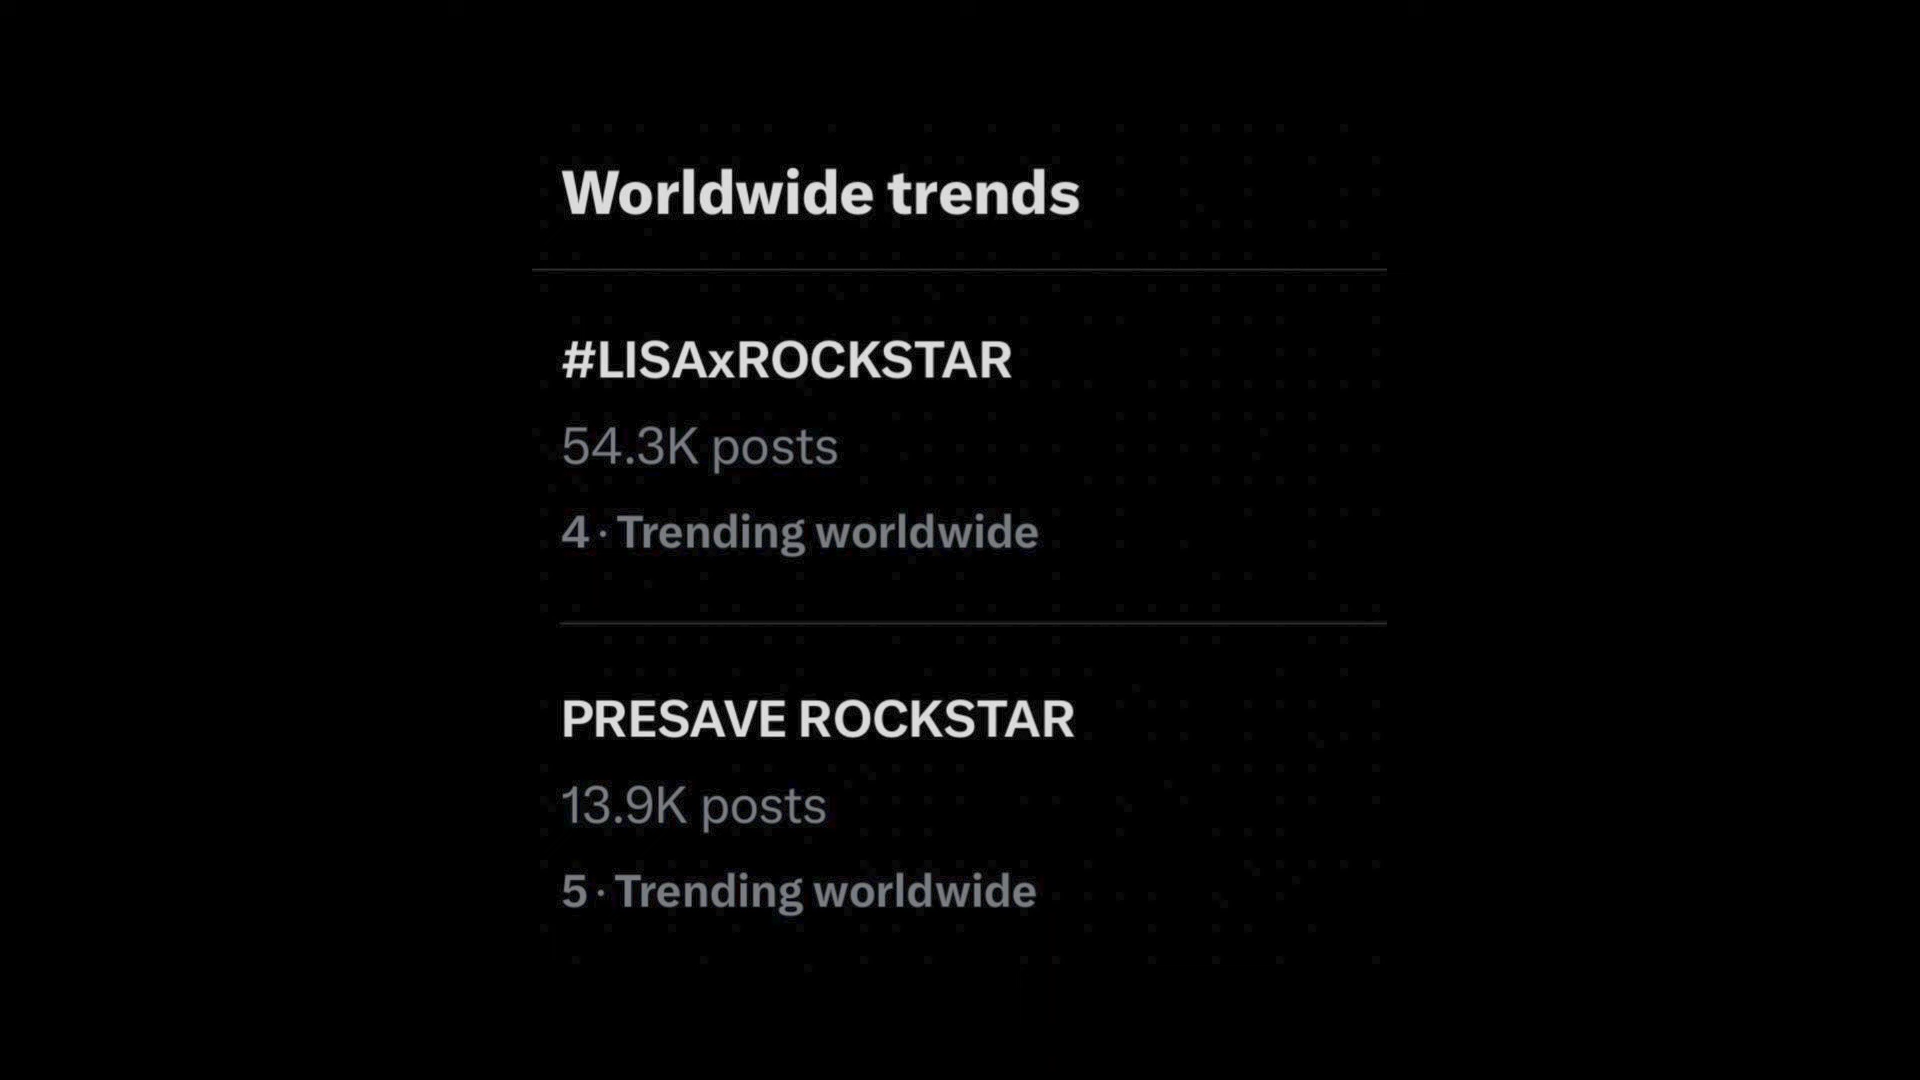 Worldwide trends
#LISAxROCKSTAR
54.3K posts
4 · Trending worldwide
PRESAVE ROCKSTAR
13.9K posts
5 · Trending worldwide